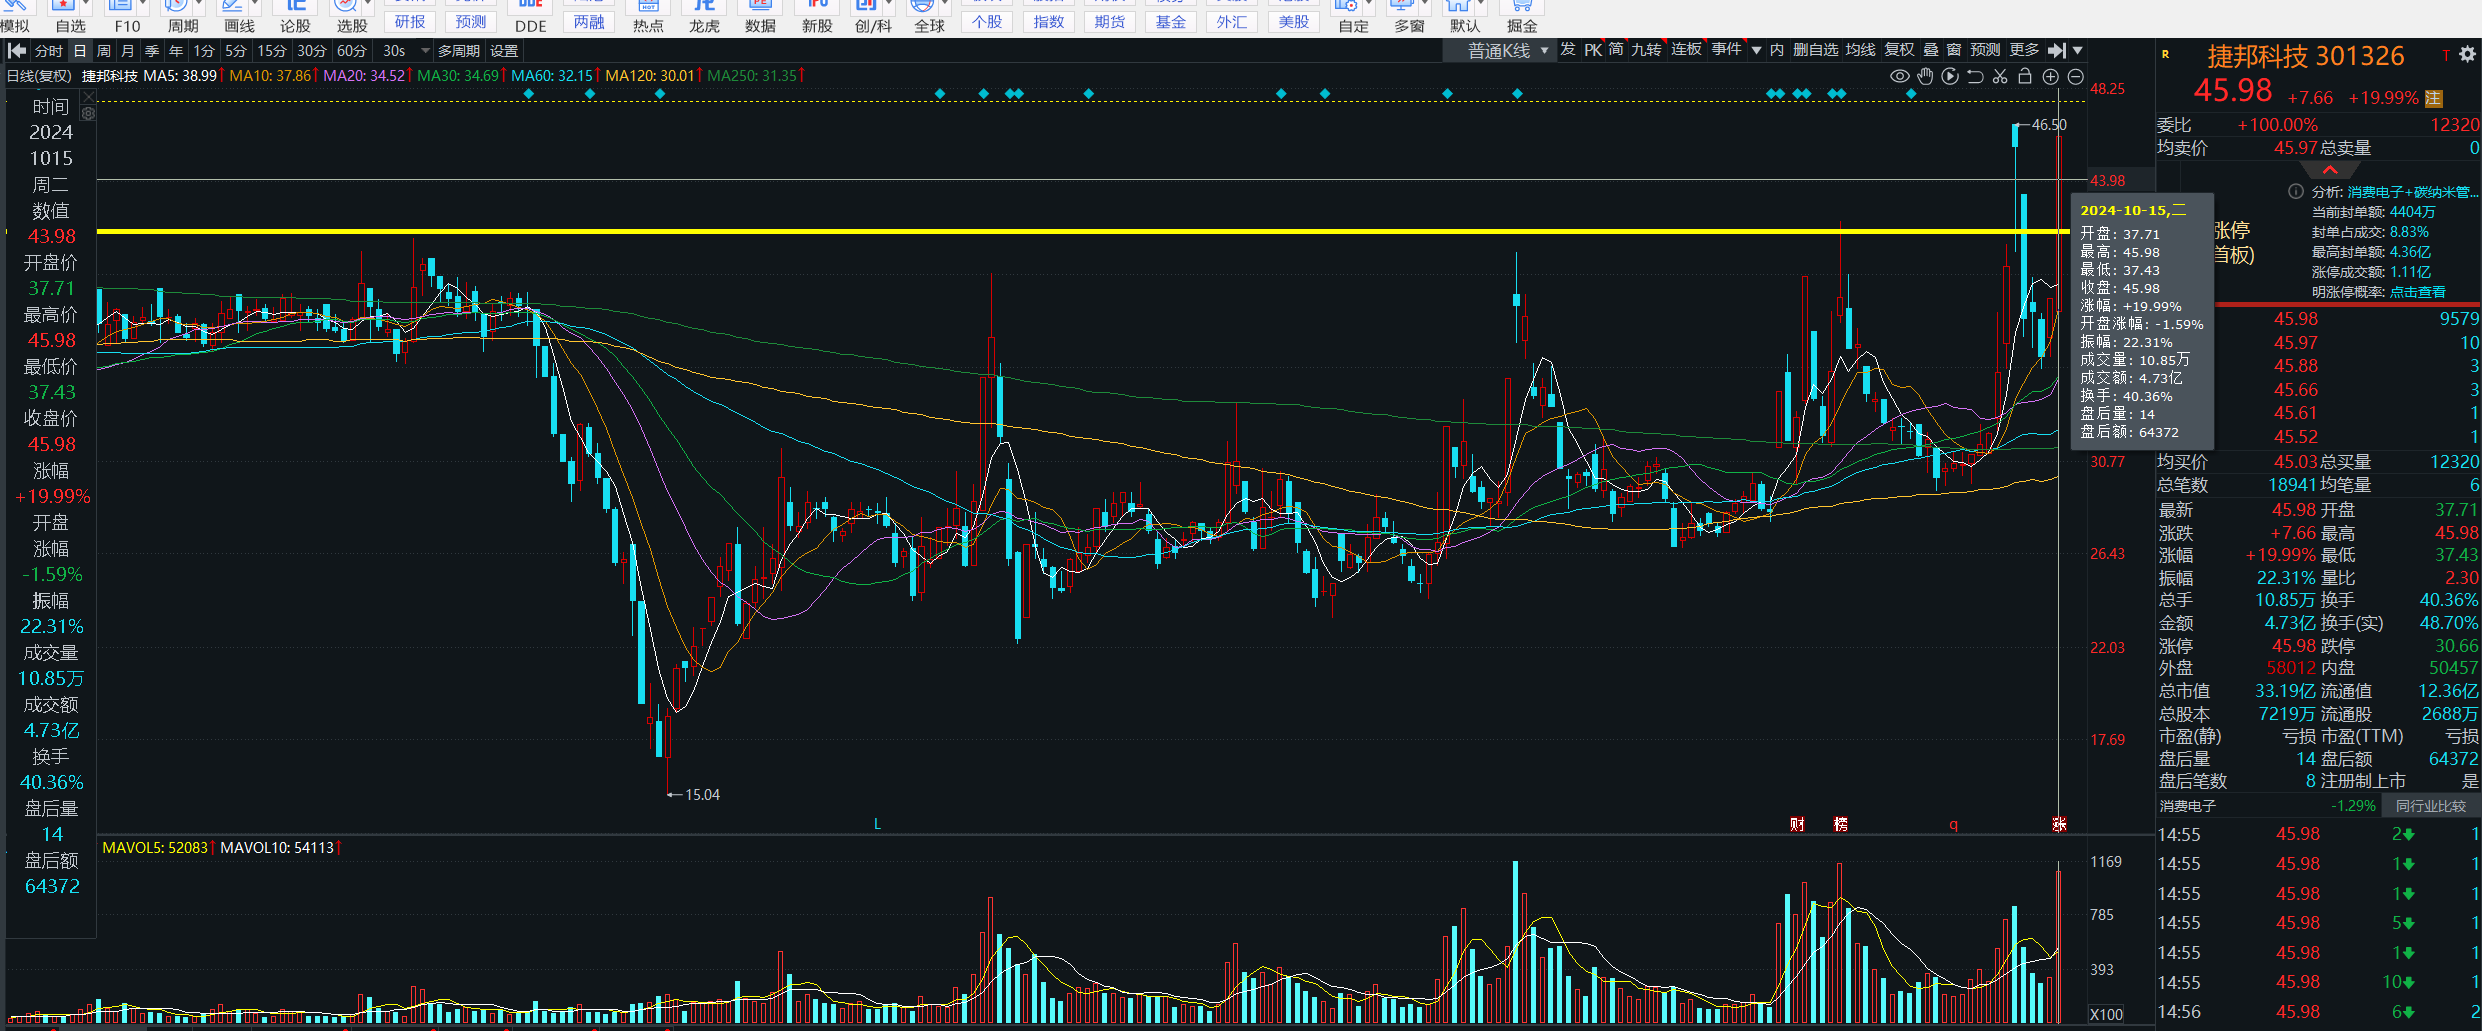 模拟 自选 F10 周期 画线 论股 选股 研报 预测 DDE 两融 热点 龙虎 数据 新股 创/科 全球 个股 指数 期货 基金 外汇 美股 自定 多窗 默认 掘金
分时 日 周 月 季 年 1分 5分 15分 30分 60分 30s 多周期 设置
普通K线 发 PK 简 九转 连板 事件 内 删自选 均线 复权 叠 窗 预测 更多
日线(复权) 捷邦科技 MA5: 38.99↑ MA10: 37.86↑ MA20: 34.52↑ MA30: 34.69↑ MA60: 32.15↑ MA120: 30.01↑ MA250: 31.35↑
时间
2024
1015
周二
数值
43.98
开盘价
37.71
最高价
45.98
最低价
37.43
收盘价
45.98
涨幅
+19.99%
开盘
涨幅
-1.59%
振幅
22.31%
成交量
10.85万
成交额
4.73亿
换手
40.36%
盘后量
14
盘后额
64372
46.50
15.04
L
财 榜 q 涨
48.25
43.98
30.77
26.43
22.03
17.69
MAVOL5: 52083↑ MAVOL10: 54113↑
1169
785
393
X100
2024-10-15,二
开盘: 37.71
最高: 45.98
最低: 37.43
收盘: 45.98
涨幅: +19.99%
开盘涨幅: -1.59%
振幅: 22.31%
成交量: 10.85万
成交额: 4.73亿
换手: 40.36%
盘后量: 14
盘后额: 64372
R 捷邦科技 301326 T
45.98 +7.66 +19.99% 注
委比 +100.00% 12320
均卖价 45.97 总卖量 0
分析: 消费电子+碳纳米管...
当前封单额: 4404万
涨停
封单占成交: 8.83%
首板)
最高封单额: 4.36亿
涨停成交额: 1.11亿
明涨停概率: 点击查看
45.98 9579
45.97 10
45.88 3
45.66 3
45.61 1
45.52 1
均买价 45.03 总买量 12320
总笔数 18941 均笔量 6
最新 45.98 开盘 37.71
涨跌 +7.66 最高 45.98
涨幅 +19.99% 最低 37.43
振幅 22.31% 量比 2.30
总手 10.85万 换手 40.36%
金额 4.73亿 换手(实) 48.70%
涨停 45.98 跌停 30.66
外盘 58012 内盘 50457
总市值 33.19亿 流通值 12.36亿
总股本 7219万 流通股 2688万
市盈(静) 亏损 市盈(TTM) 亏损
盘后量 14 盘后额 64372
盘后笔数 8 注册制上市 是
消费电子 -1.29% 同行业比较
14:55 45.98 2 1
14:55 45.98 1 1
14:55 45.98 1 1
14:55 45.98 5 1
14:55 45.98 1 1
14:55 45.98 10 1
14:56 45.98 6 2